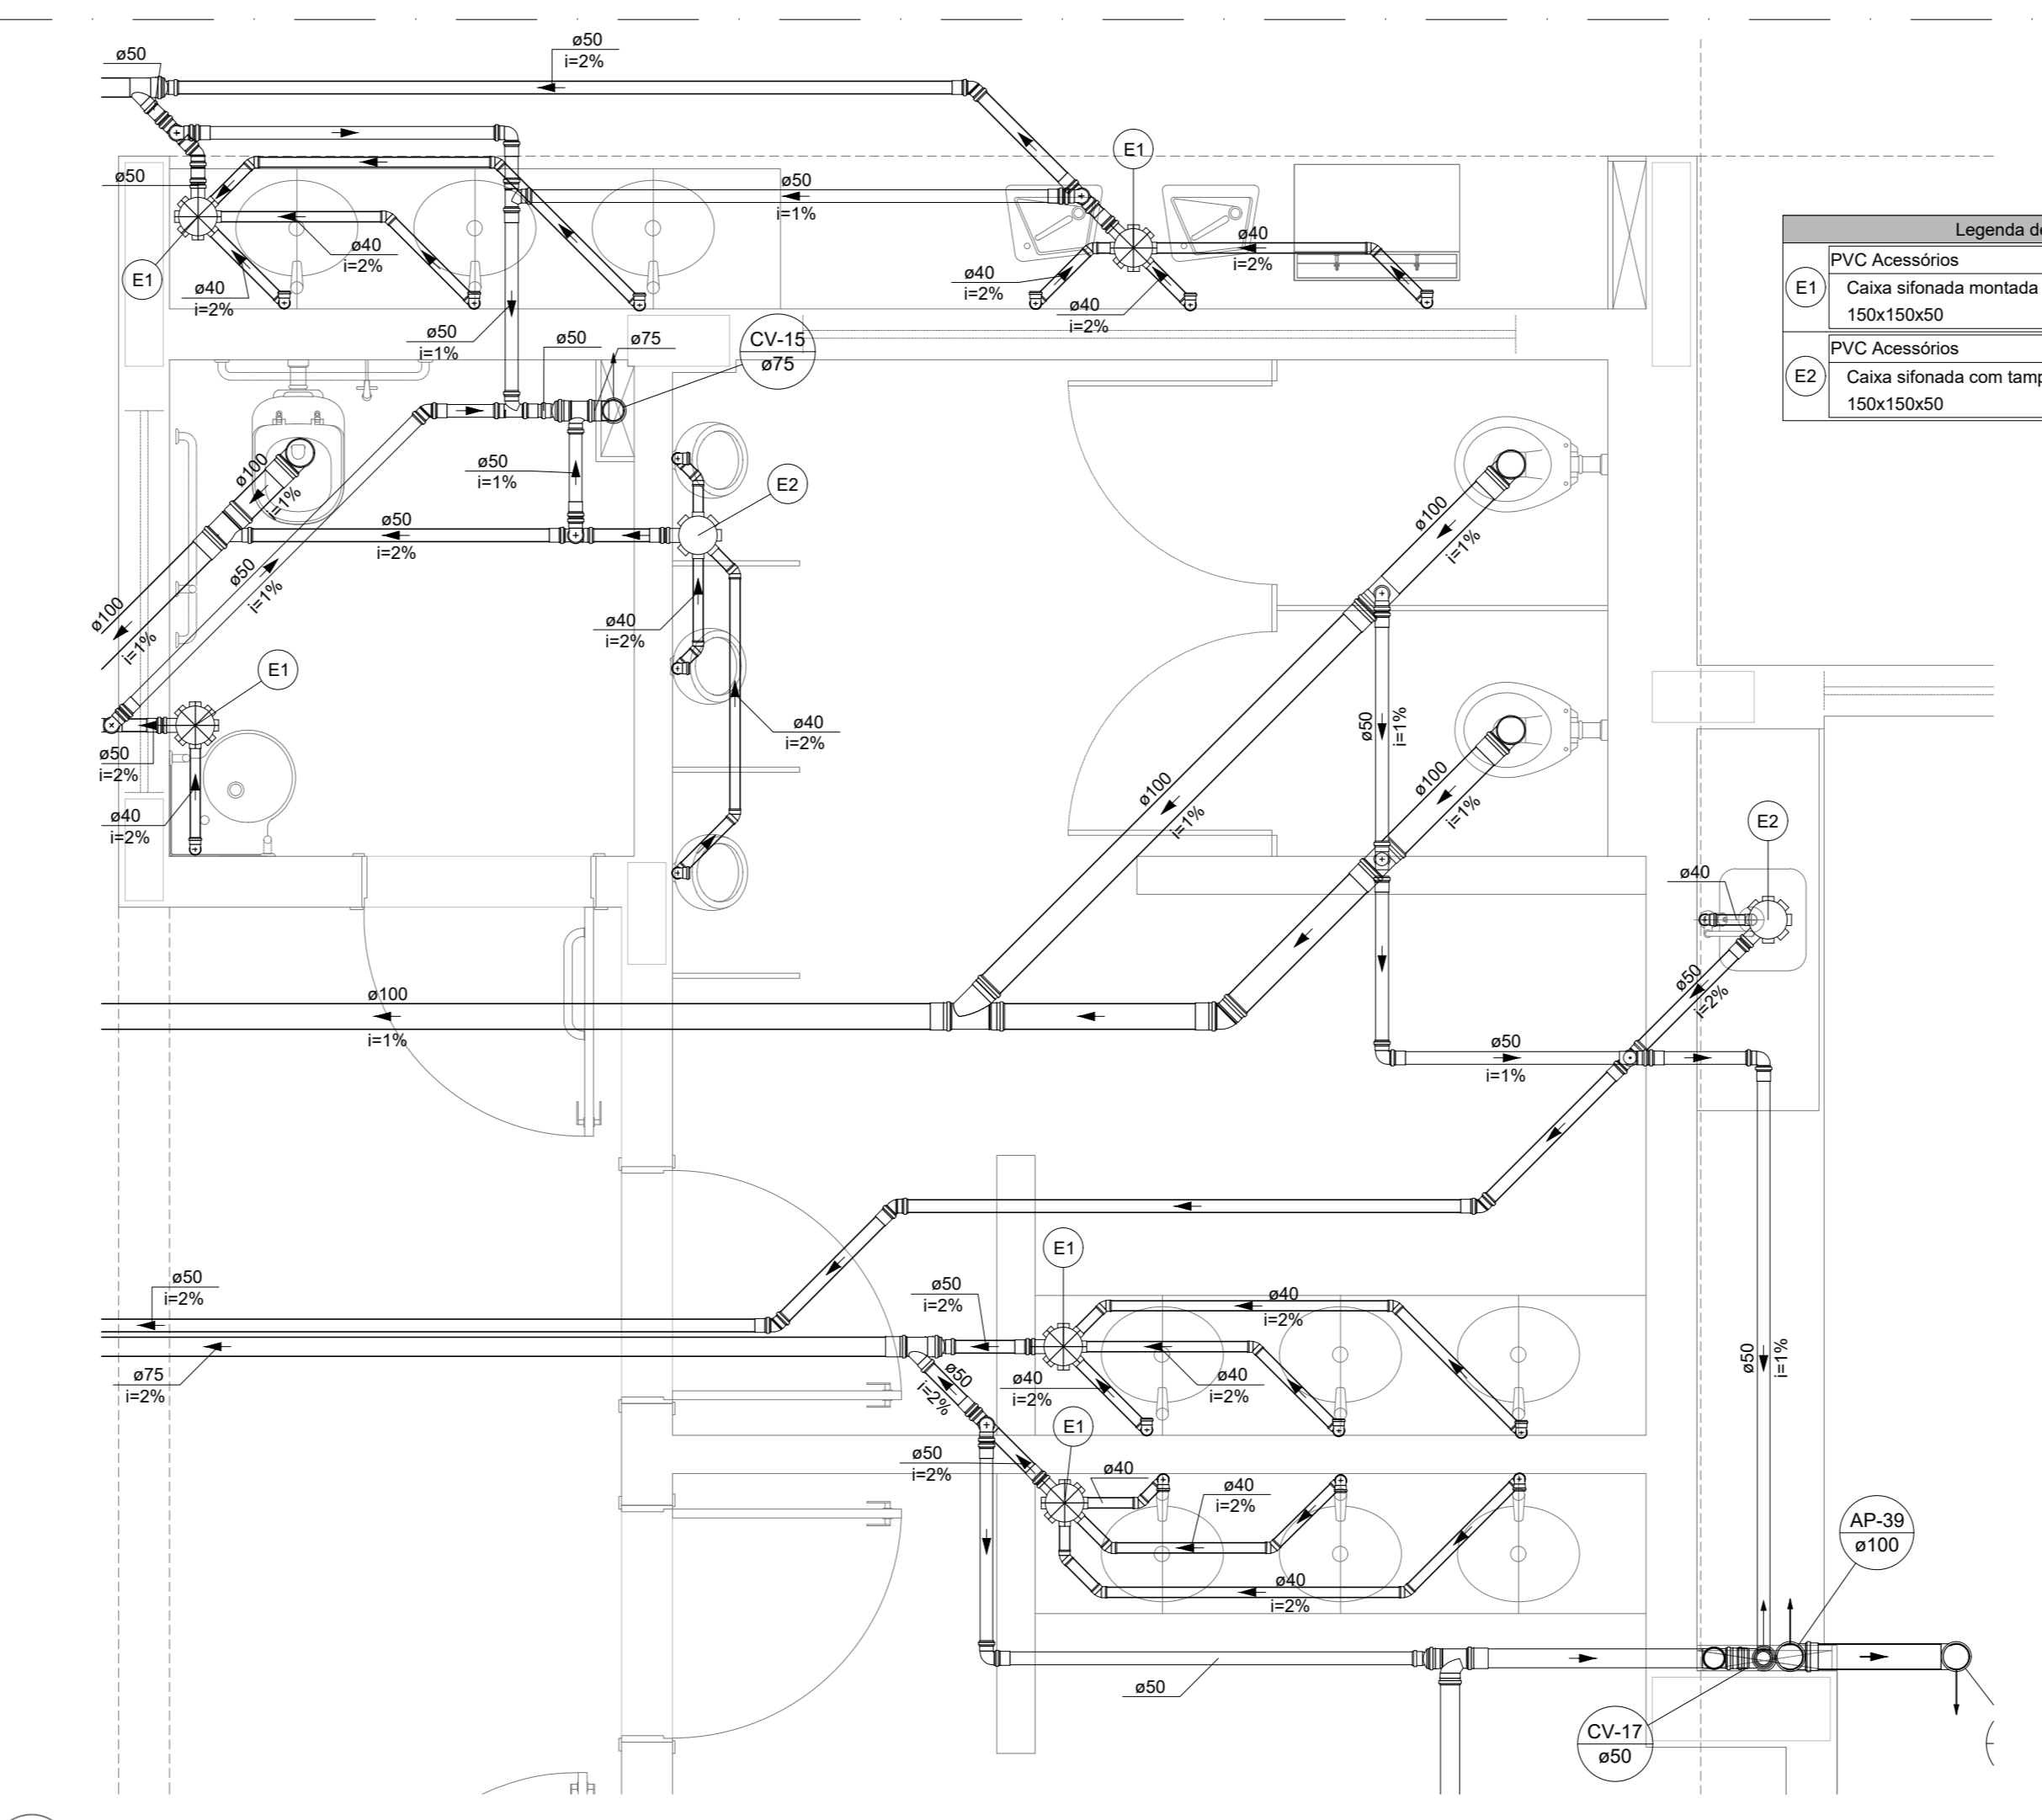 ø50
ø50
i=2%
E1
ø50
ø50
i=1%
Legenda
PVC Acessórios
E1
Caixa sifonada montada
150x150x50
PVC Acessórios
E2
Caixa sifonada com
150x150x50
E1
ø40
i=2%
ø40
i=2%
ø40
i=2%
ø40
i=2%
ø40
i=2%
ø50
i=1%
ø50
ø75
CV-15
ø75
ø100
i=1%
ø50
i=1%
E2
ø50
i=2%
ø100
i=1%
ø50
i=1%
ø100
i=1%
ø40
i=2%
E1
ø40
i=2%
ø50
i=2%
ø40
i=2%
ø50
i=1%
ø100
i=1%
ø100
i=1%
E2
ø40
ø50
i=2%
ø100
i=1%
ø50
i=1%
E1
ø50
i=2%
ø50
i=2%
ø40
i=2%
ø75
i=2%
ø50
i=2%
ø40
i=2%
ø40
i=2%
ø50
i=1%
E1
ø50
i=2%
ø40
ø40
i=2%
ø40
i=2%
AP-39
ø100
ø50
CV-17
ø50